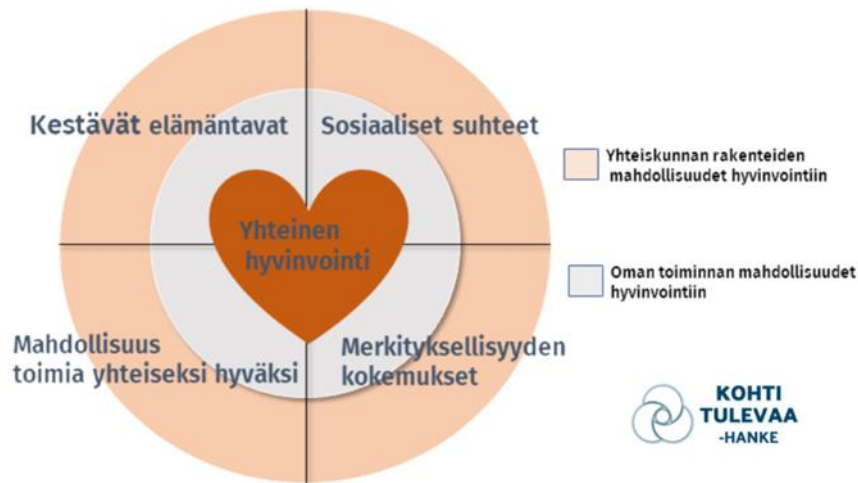 Kestävät elämäntavat
Sosiaaliset suhteet
Yhteinen
hyvinvointi
Mahdollisuus
toimia yhteiseksi hyväksi
Merkityksellisyyden
kokemukset
Yhteiskunnan rakenteiden
mahdollisuudet hyvinvointiin
Oman toiminnan mahdollisuudet
hyvinvointiin
KOHTI
TULEVAA
-HANKE